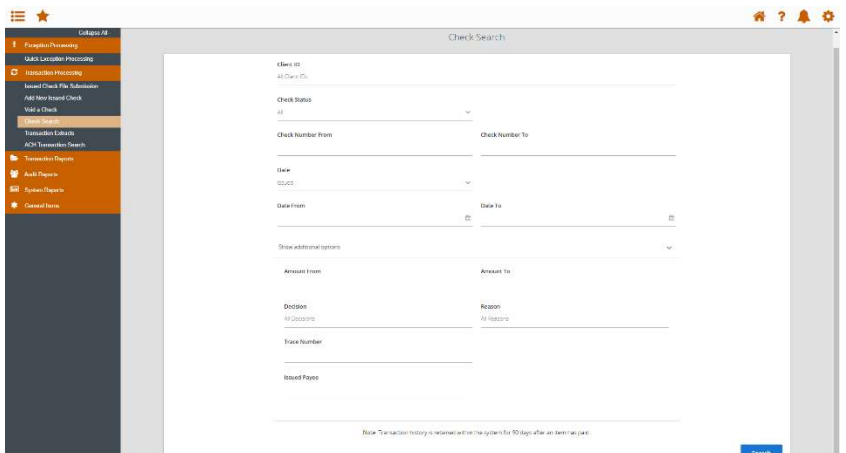 Collapse All
Check Search
! Exception Processing
Quick Exception Processing
Transaction Processing
Issued Check File Submission
Add New Issued Check
Void a Check
Check Search
Transaction Extracts
ACH Transaction Search
Transaction Reports
Audit Reports
System Reports
General Items
Client ID
All Client IDs
Check Status
All
Check Number From
Check Number To
Date
Issued
Date From
Date To
Show additional options
Amount From
Amount To
Decision
Reason
All Decisions
All Reasons
Trace Number
Issued Payee
Note: Transaction history is retained within the system for 90 days after an item has paid.
Search